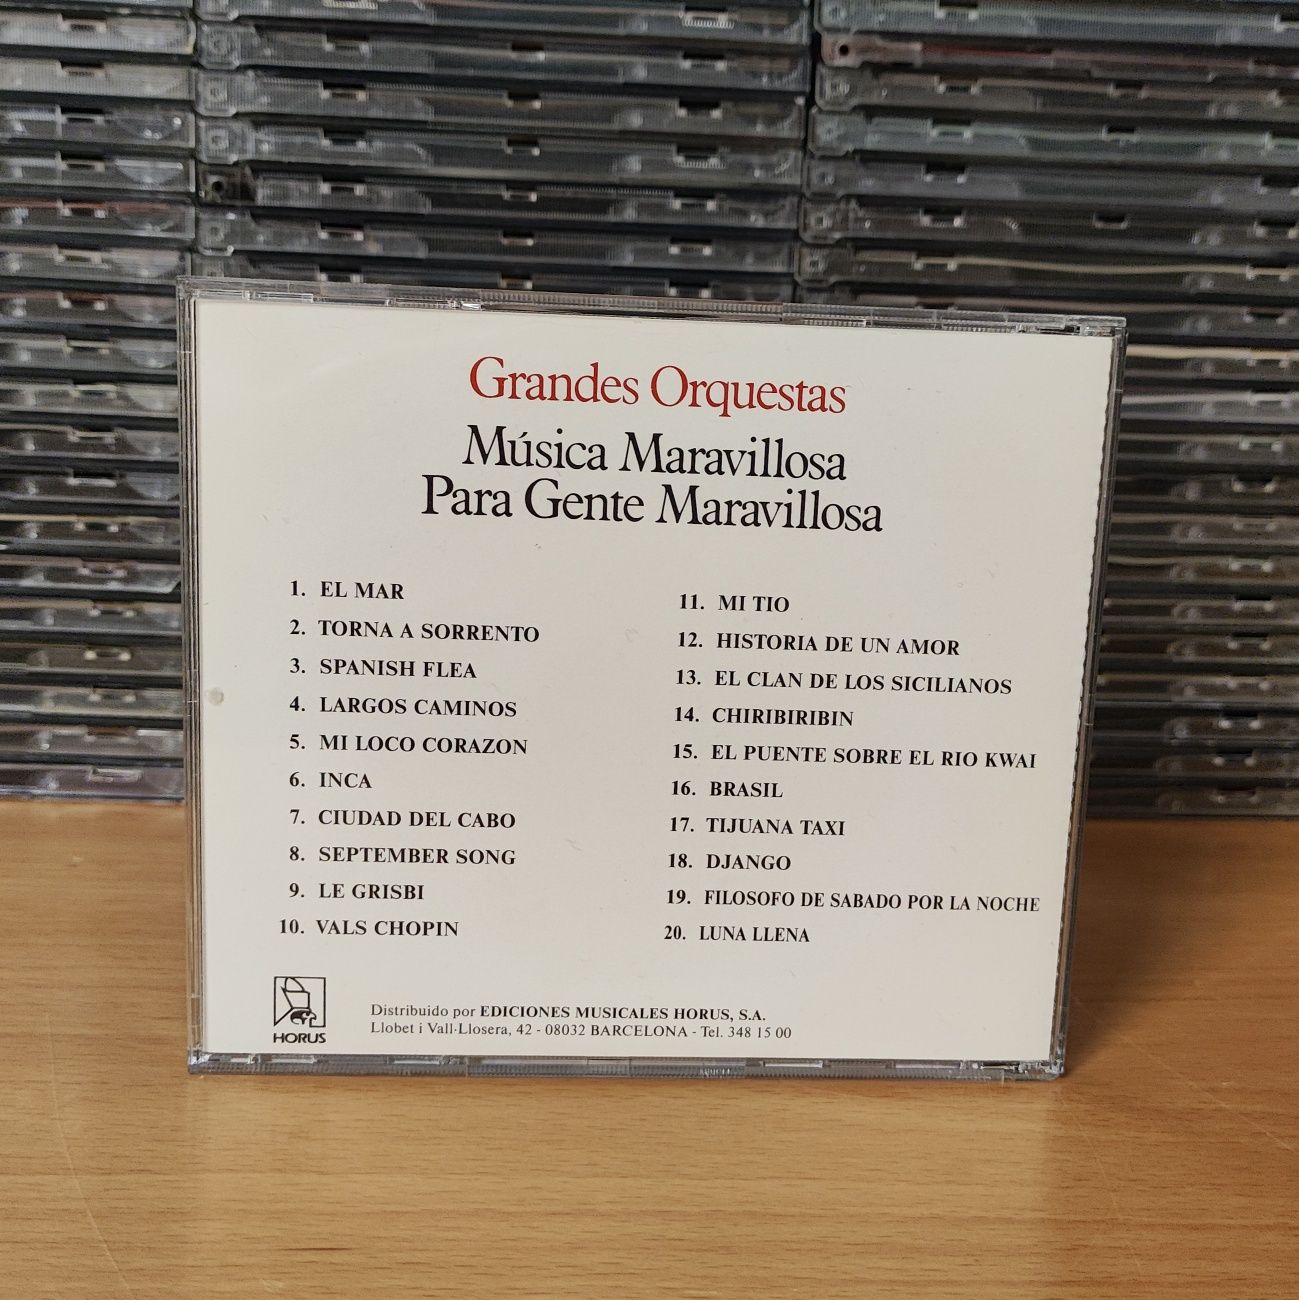 Grandes Orquestas
Música Maravillosa
Para Gente Maravillosa
1. EL MAR
2. TORNA A SORRENTO
3. SPANISH FLEA
4. LARGOS CAMINOS
5. MI LOCO CORAZON
6. INCA
7. CIUDAD DEL CABO
8. SEPTEMBER SONG
9. LE GRISBI
10. VALS CHOPIN
11. MI TIO
12. HISTORIA DE UN AMOR
13. EL CLAN DE LOS SICILIANOS
14. CHIRIBIRIBIN
15. EL PUENTE SOBRE EL RIO KWAI
16. BRASIL
17. TIJUANA TAXI
18. DJANGO
19. FILOSOFO DE SABADO POR LA NOCHE
20. LUNA LLENA
HORUS
Distribuido por EDICIONES MUSICALES HORUS, S.A.
Llobet i Vall-Llosera, 42 - 08032 BARCELONA - Tel. 348 15 00